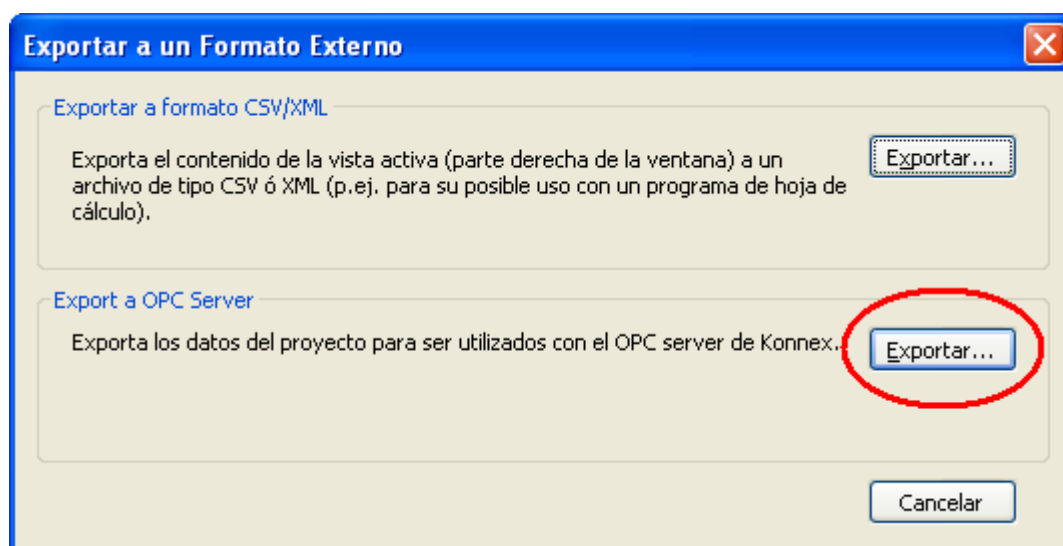 Exportar a un Formato Externo
Exportar a formato CSV/XML
Exporta el contenido de la vista activa (parte derecha de la ventana) a un
archivo de tipo CSV ó XML (p.ej. para su posible uso con un programa de hoja de
cálculo).
Exportar...
Export a OPC Server
Exporta los datos del proyecto para ser utilizados con el OPC server de Konnex..
Exportar...
Cancelar